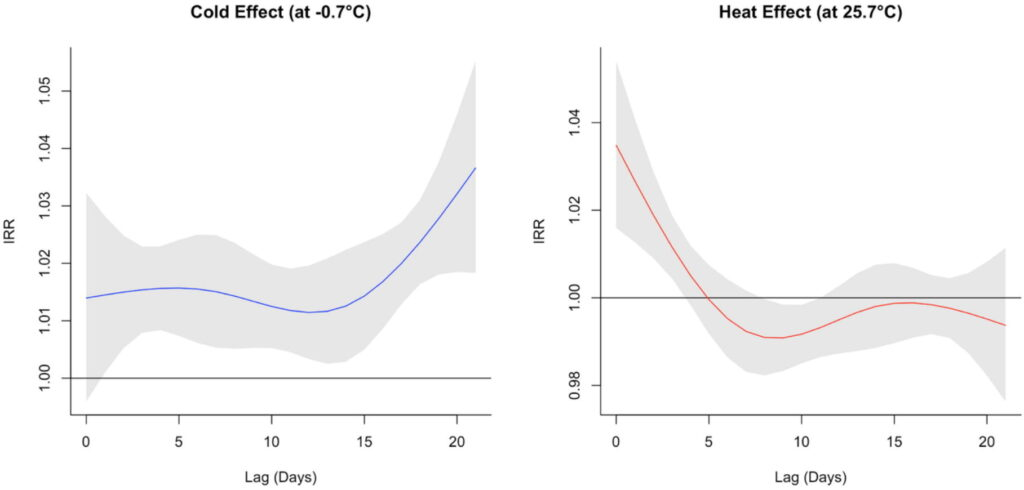 Cold Effect (at -0.7°C)
IRR
1.05
1.04
1.03
1.02
1.01
1.00
0 5 10 15 20
Lag (Days)
Heat Effect (at 25.7°C)
IRR
1.04
1.02
1.00
0.98
0 5 10 15 20
Lag (Days)